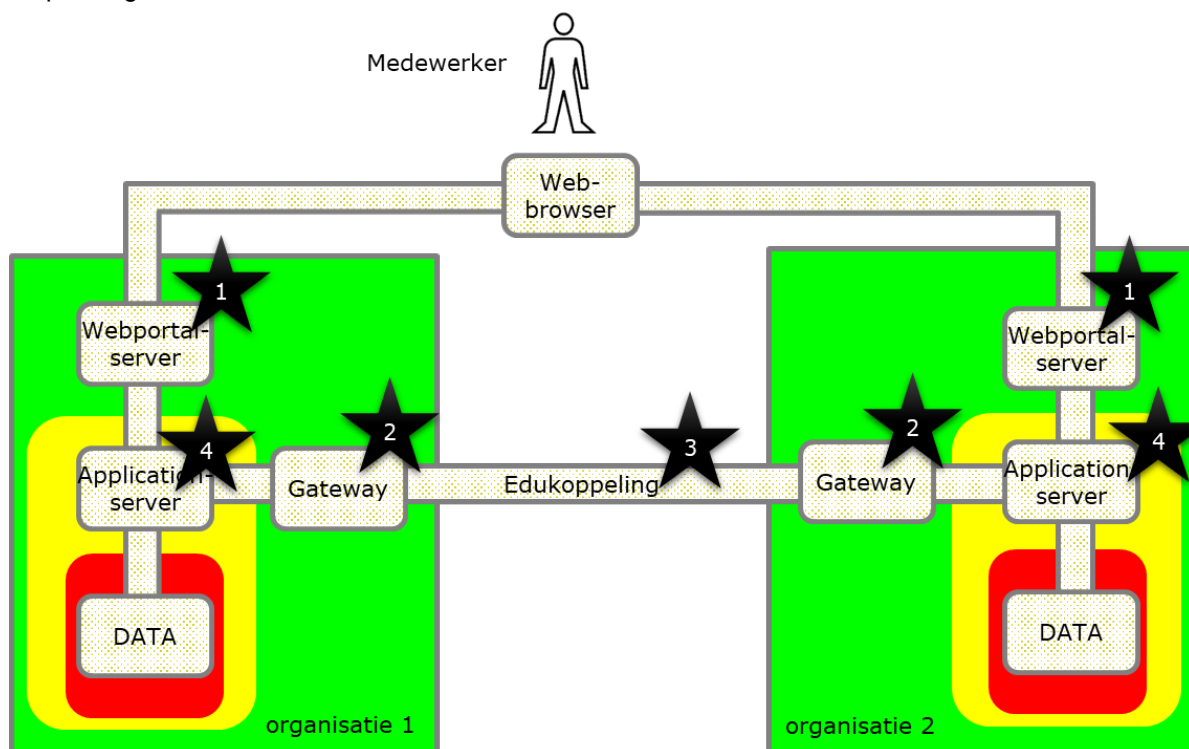 Medewerker
Web-
browser
1
Webportal-
server
1
Webportal-
server
4
Application-
server
2
Gateway
3
Edukoppeling
2
Gateway
4
Application
server
DATA
DATA
organisatie 1
organisatie 2